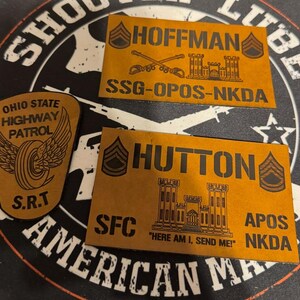 SHOOTER LUBE
HOFFMAN
SSG-OPOS-NKDA
OHIO STATE
HIGHWAY
PATROL
S.R.T
HUTTON
SFC
"HERE AM I, SEND ME!"
APOS
NKDA
AMERICAN MA